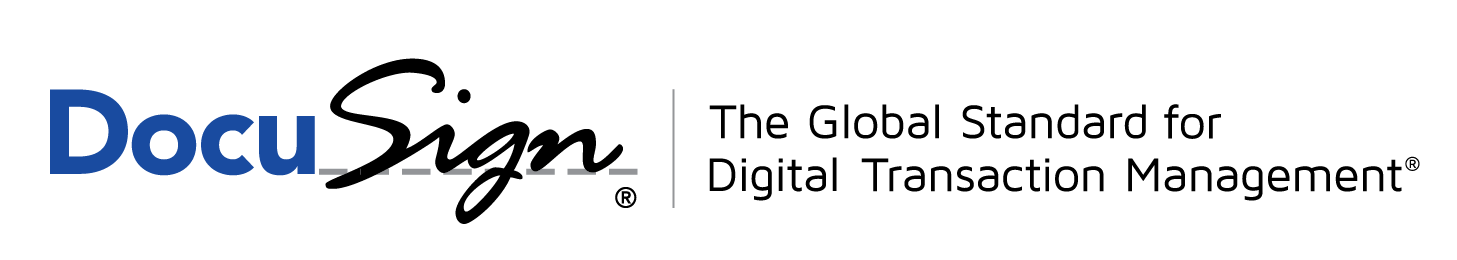 DocuSign®
The Global Standard for
Digital Transaction Management®